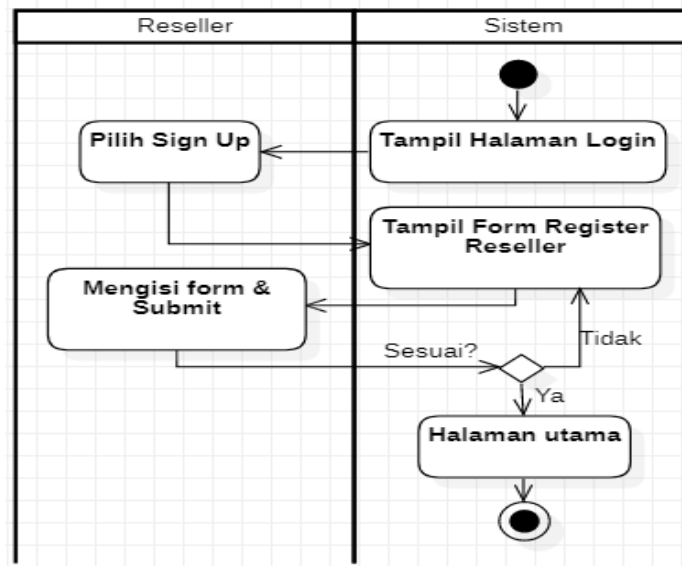 Reseller
Sistem
Tampil Halaman Login
Pilih Sign Up
Tampil Form Register
Reseller
Mengisi form &
Submit
Sesuai?
Tidak
Ya
Halaman utama